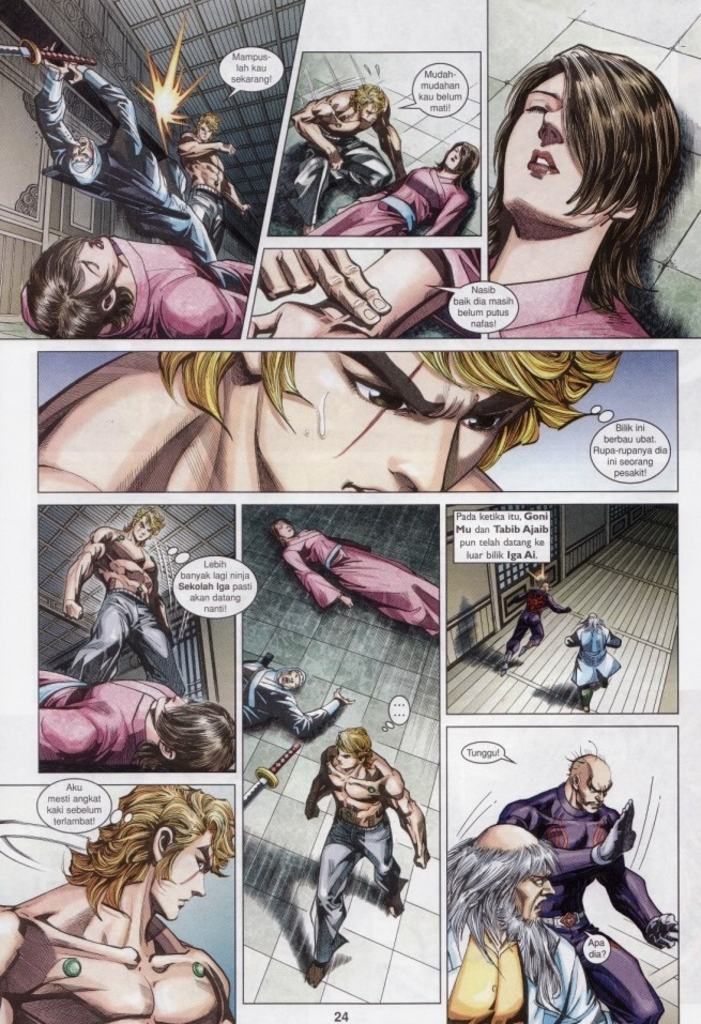 Mampus-
lah kau
sekarang!
Mudah-
mudahan
kau belum
mati!
Nasib
baik dia masih
belum putus
nafas!
Bilik ini
berbau ubat.
Rupa-rupanya dia
ini seorang
pesakit!
Lebih
banyak lagi ninja
Sekolah Iga pasti
akan datang
nanti!
Aku
mesti angkat
kaki sebelum
terlambat!
... ...
Pada ketika itu, Goni
Mu dan Tabib Ajaib
pun telah datang ke
luar bilik Iga Ai.
Tunggu!
Apa
dia?
24